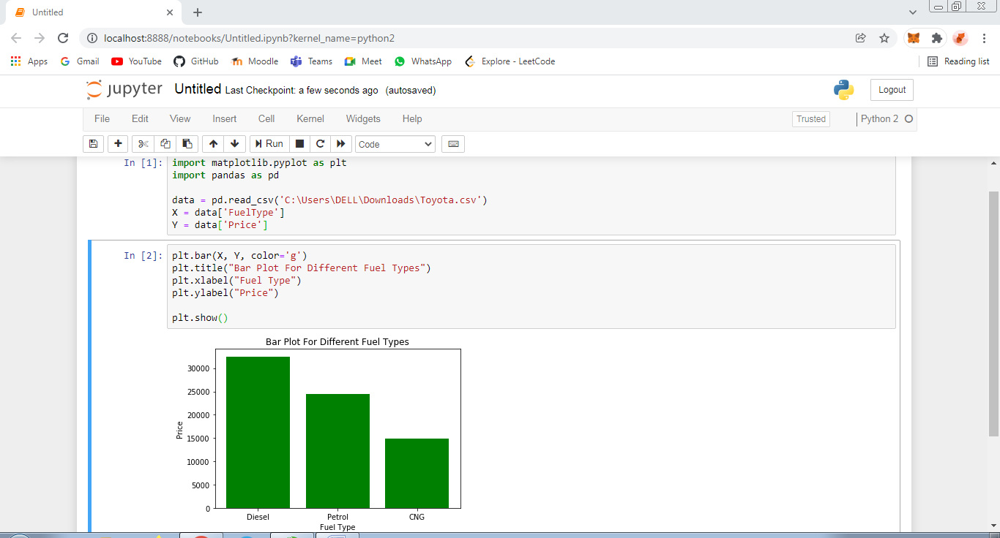 Untitled
localhost:8888/notebooks/Untitled.ipynb?kernel_name=python2
Apps Gmail YouTube GitHub Moodle Teams Meet WhatsApp Explore - LeetCode Reading list
jupyter Untitled Last Checkpoint: a few seconds ago (autosaved) Logout
File Edit View Insert Cell Kernel Widgets Help Trusted Python 2
Run Code
In [1]: import matplotlib.pyplot as plt
import pandas as pd
data = pd.read_csv('C:\Users\DELL\Downloads\Toyota.csv')
X = data['FuelType']
Y = data['Price']
In [2]: plt.bar(X, Y, color='g')
plt.title("Bar Plot For Different Fuel Types")
plt.xlabel("Fuel Type")
plt.ylabel("Price")
plt.show()
Bar Plot For Different Fuel Types
30000
25000
20000
15000
10000
5000
0
Price
Diesel Petrol CNG
Fuel Type